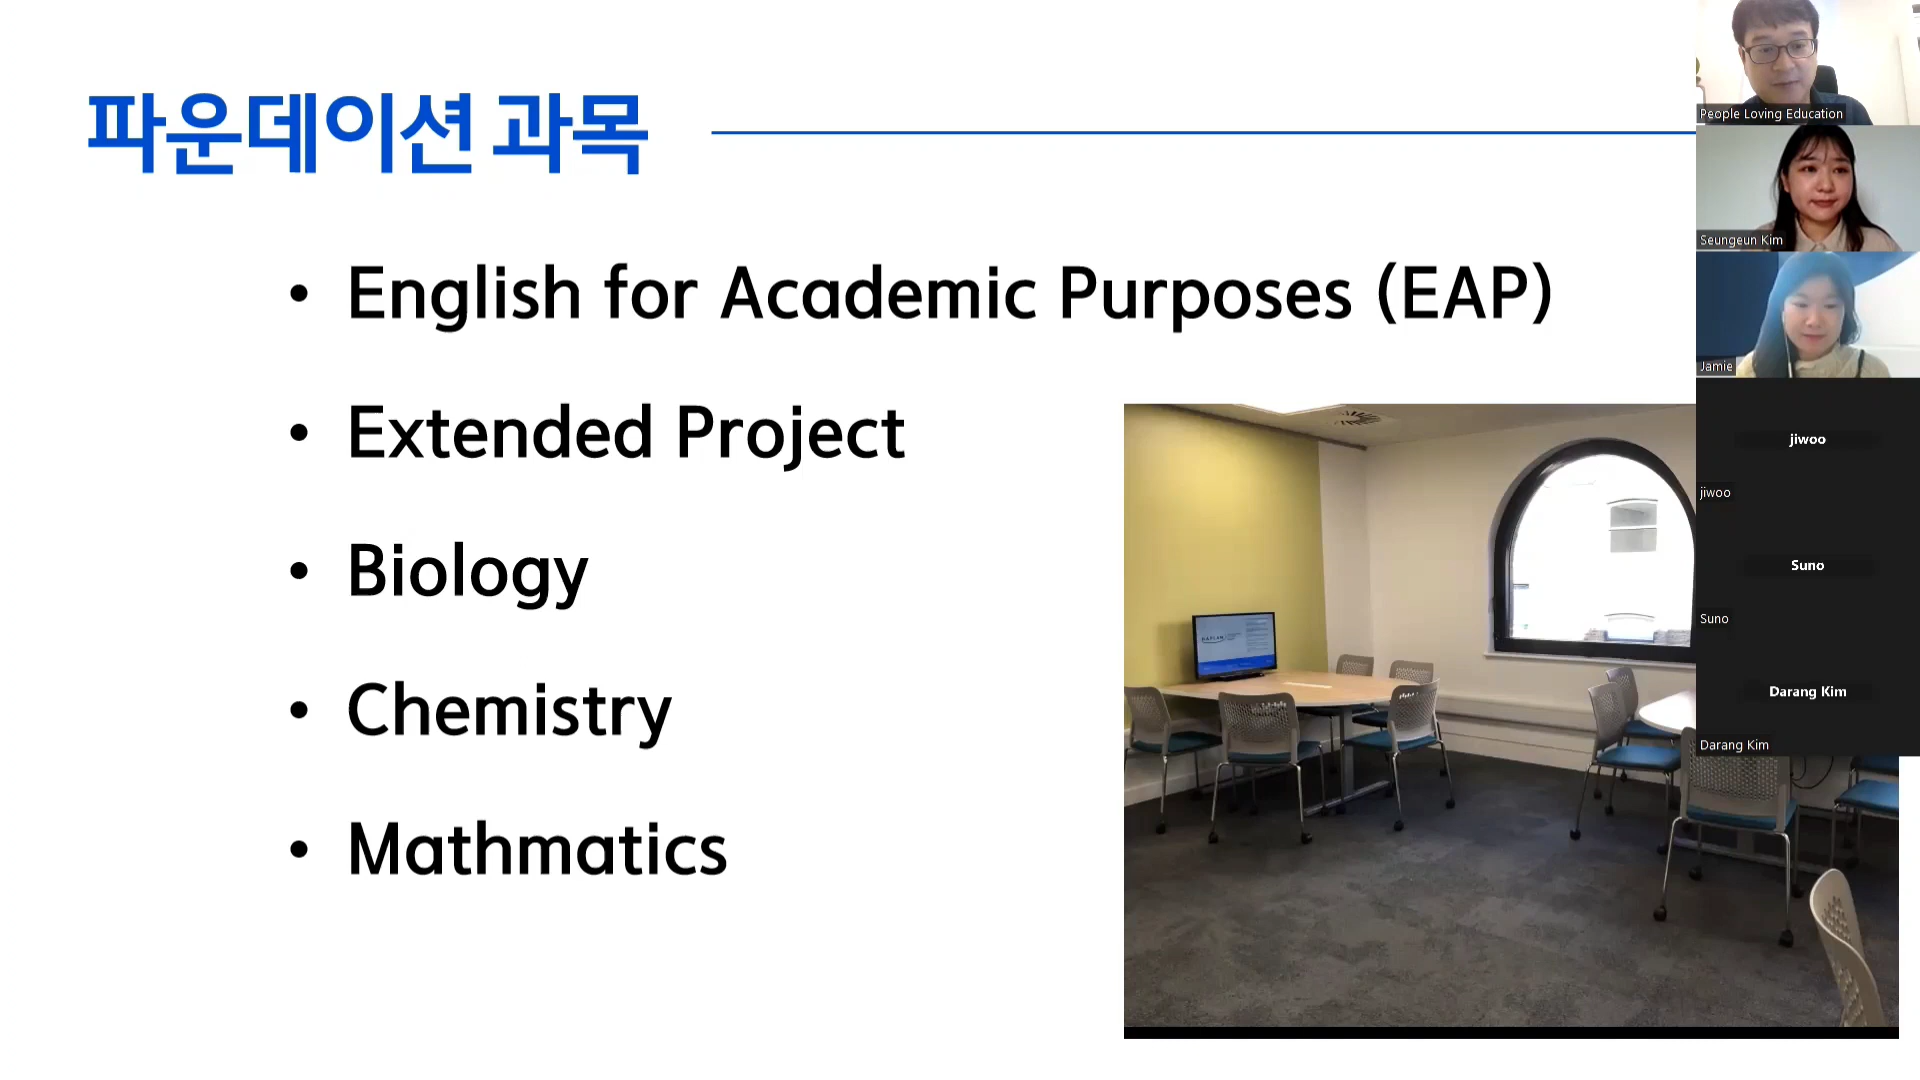 파운데이션 과목
• English for Academic Purposes (EAP)
• Extended Project
• Biology
• Chemistry
• Mathmatics
KAPLAN
People Loving Education
Seungeun Kim
Jamie
jiwoo
jiwoo
Suno
Suno
Darang Kim
Darang Kim